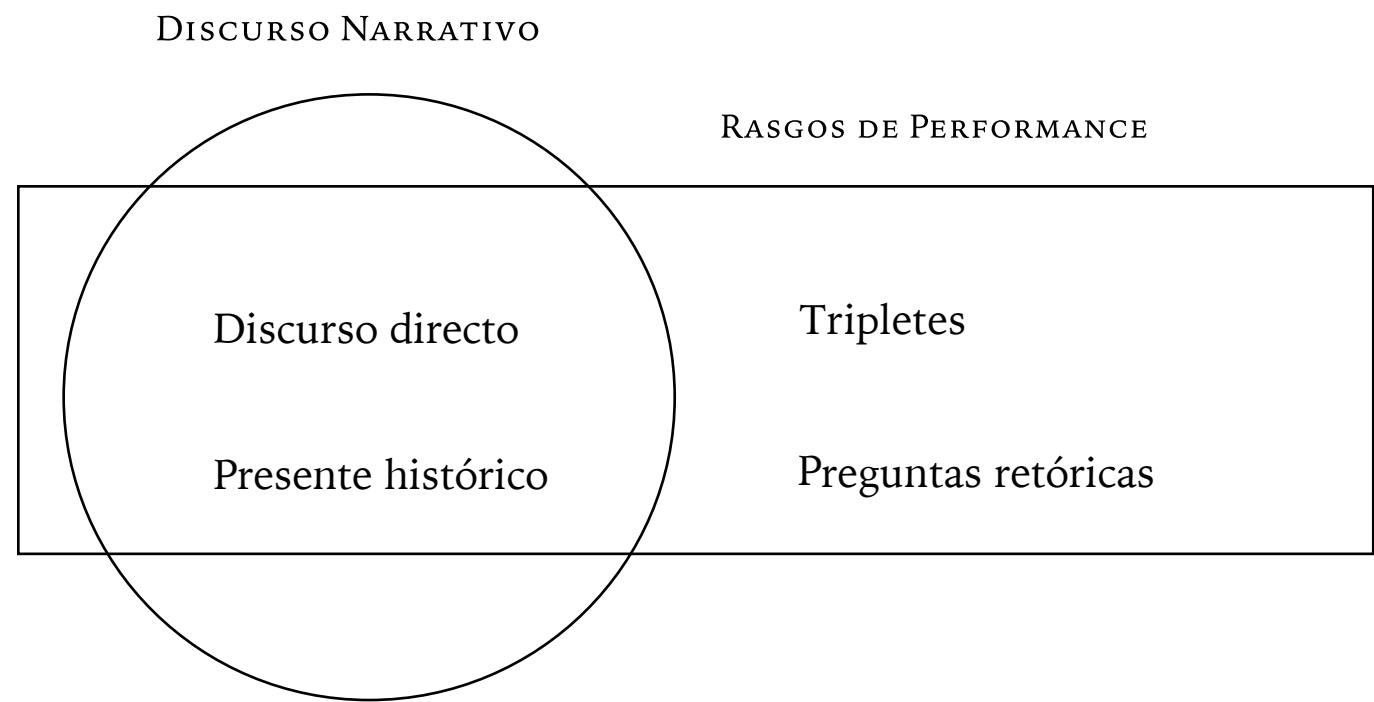 Discurso Narrativo
Rasgos de Performance
Discurso directo
Tripletes
Presente histórico
Preguntas retóricas